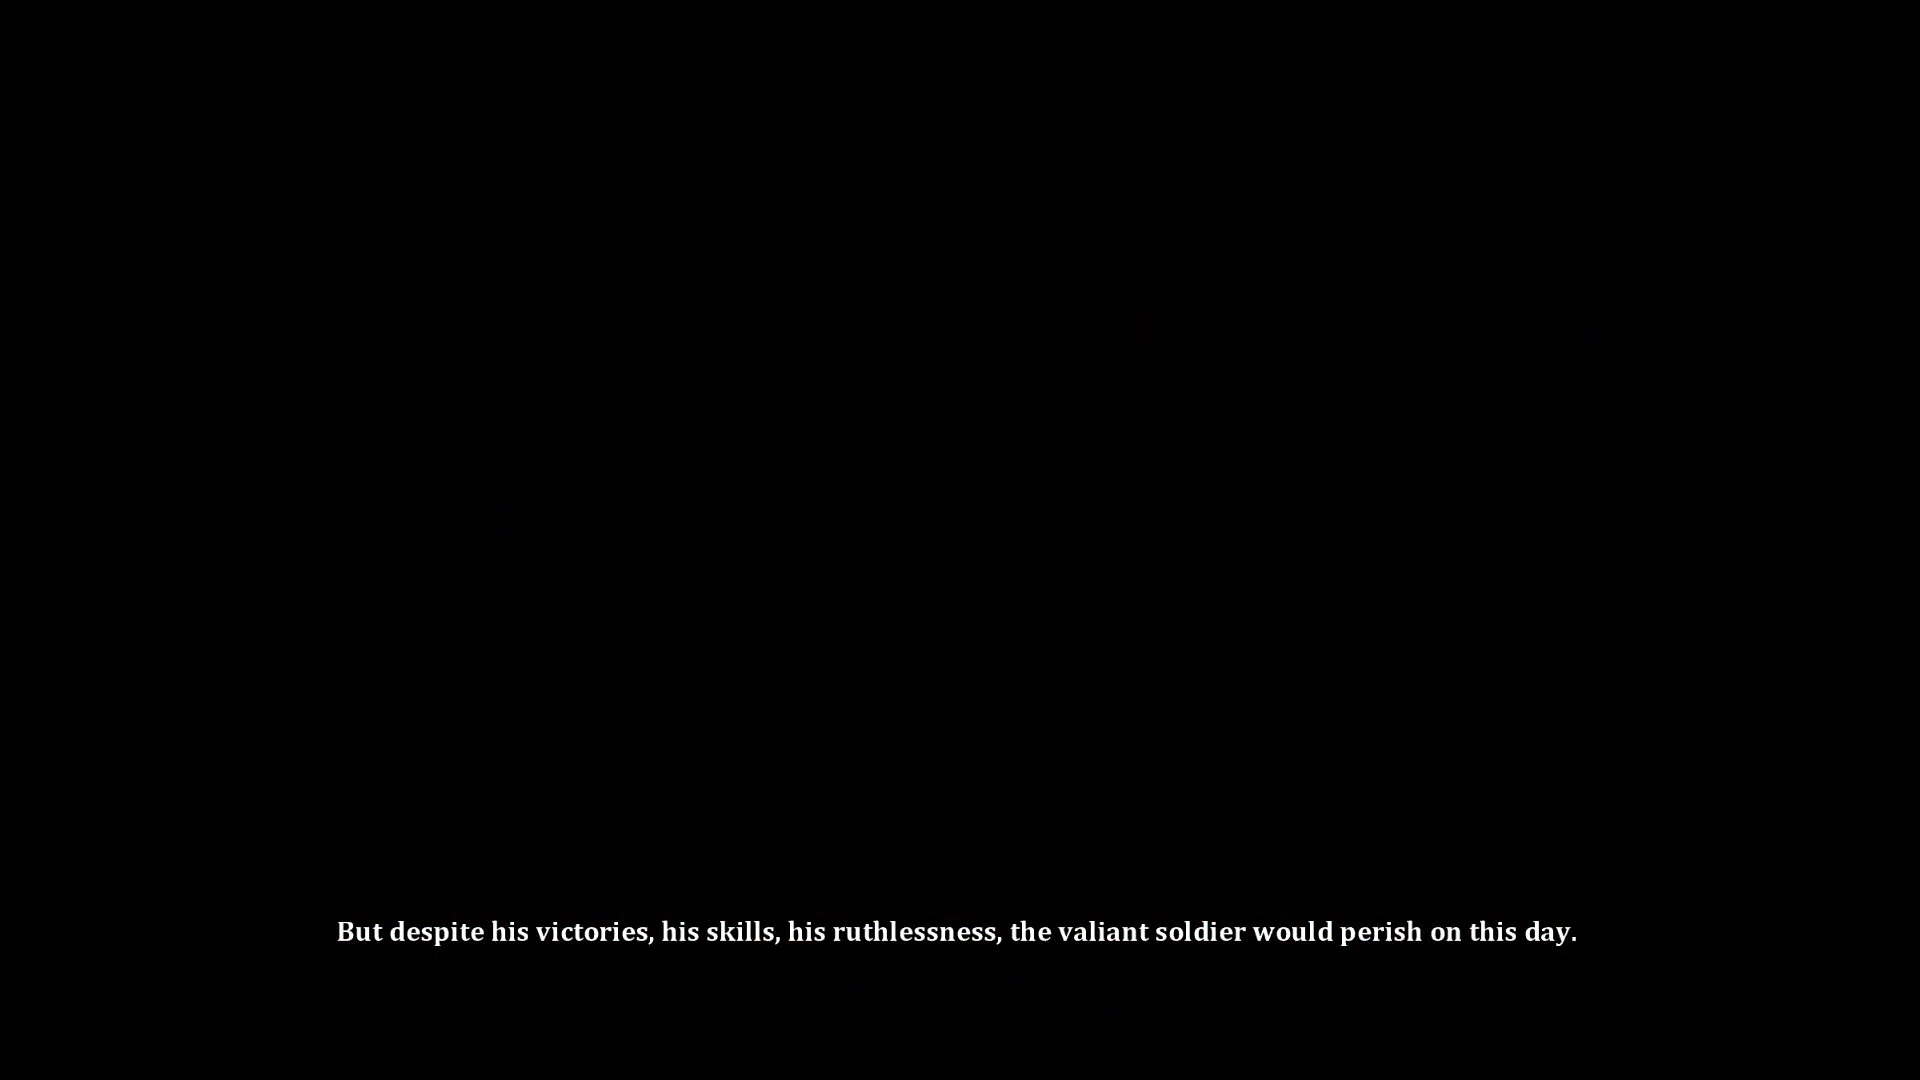 But despite his victories, his skills, his ruthlessness, the valiant soldier would perish on this day.